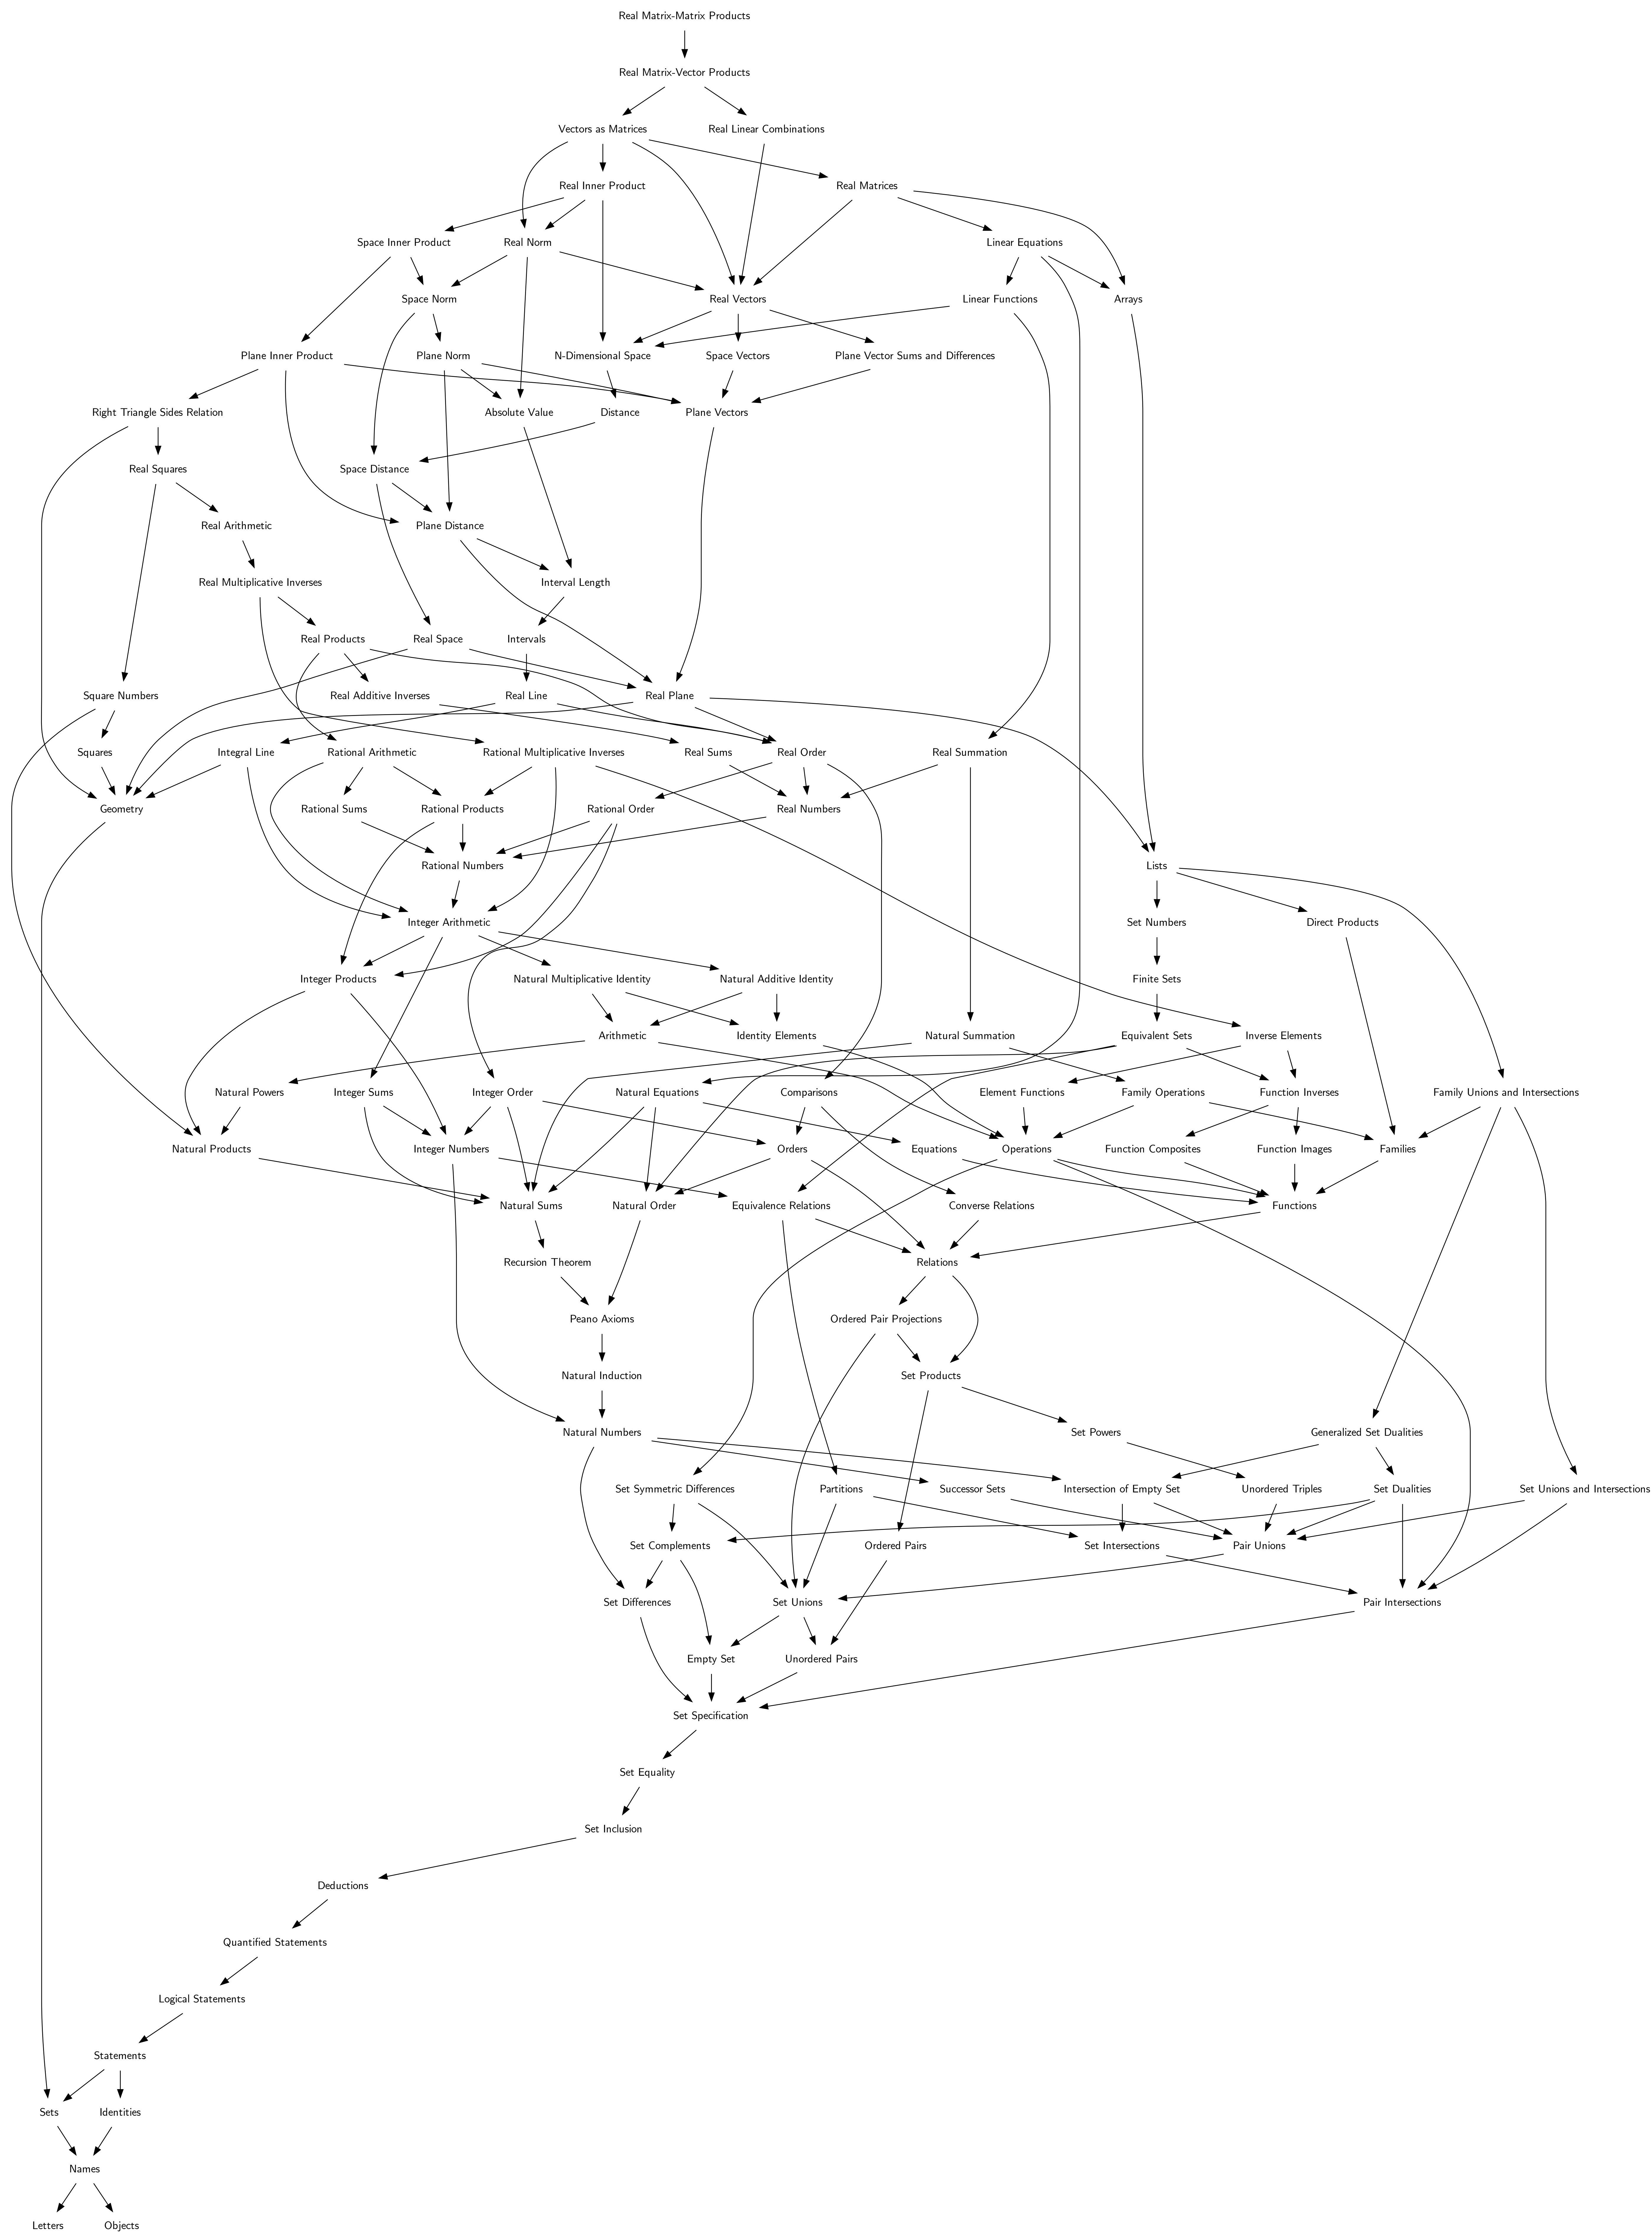 Real Matrix-Matrix Products
Real Matrix-Vector Products
Vectors as Matrices
Real Linear Combinations
Real Inner Product
Real Matrices
Space Inner Product
Real Norm
Linear Equations
Space Norm
Real Vectors
Linear Functions
Arrays
Plane Inner Product
Plane Norm
N-Dimensional Space
Space Vectors
Plane Vector Sums and Differences
Right Triangle Sides Relation
Absolute Value
Distance
Plane Vectors
Real Squares
Space Distance
Real Arithmetic
Plane Distance
Real Multiplicative Inverses
Interval Length
Real Products
Real Space
Intervals
Square Numbers
Real Additive Inverses
Real Line
Real Plane
Squares
Integral Line
Rational Arithmetic
Rational Multiplicative Inverses
Real Sums
Real Order
Real Summation
Geometry
Rational Sums
Rational Products
Rational Order
Real Numbers
Rational Numbers
Lists
Integer Arithmetic
Set Numbers
Direct Products
Integer Products
Natural Multiplicative Identity
Natural Additive Identity
Finite Sets
Arithmetic
Identity Elements
Natural Summation
Equivalent Sets
Inverse Elements
Natural Powers
Integer Sums
Integer Order
Natural Equations
Comparisons
Element Functions
Family Operations
Function Inverses
Family Unions and Intersections
Natural Products
Integer Numbers
Orders
Equations
Operations
Function Composites
Function Images
Families
Natural Sums
Natural Order
Equivalence Relations
Converse Relations
Functions
Recursion Theorem
Relations
Peano Axioms
Ordered Pair Projections
Natural Induction
Set Products
Natural Numbers
Set Powers
Generalized Set Dualities
Set Symmetric Differences
Partitions
Successor Sets
Intersection of Empty Set
Unordered Triples
Set Dualities
Set Unions and Intersections
Set Complements
Ordered Pairs
Set Intersections
Pair Unions
Set Differences
Set Unions
Pair Intersections
Empty Set
Unordered Pairs
Set Specification
Set Equality
Set Inclusion
Deductions
Quantified Statements
Logical Statements
Statements
Sets
Identities
Names
Letters
Objects